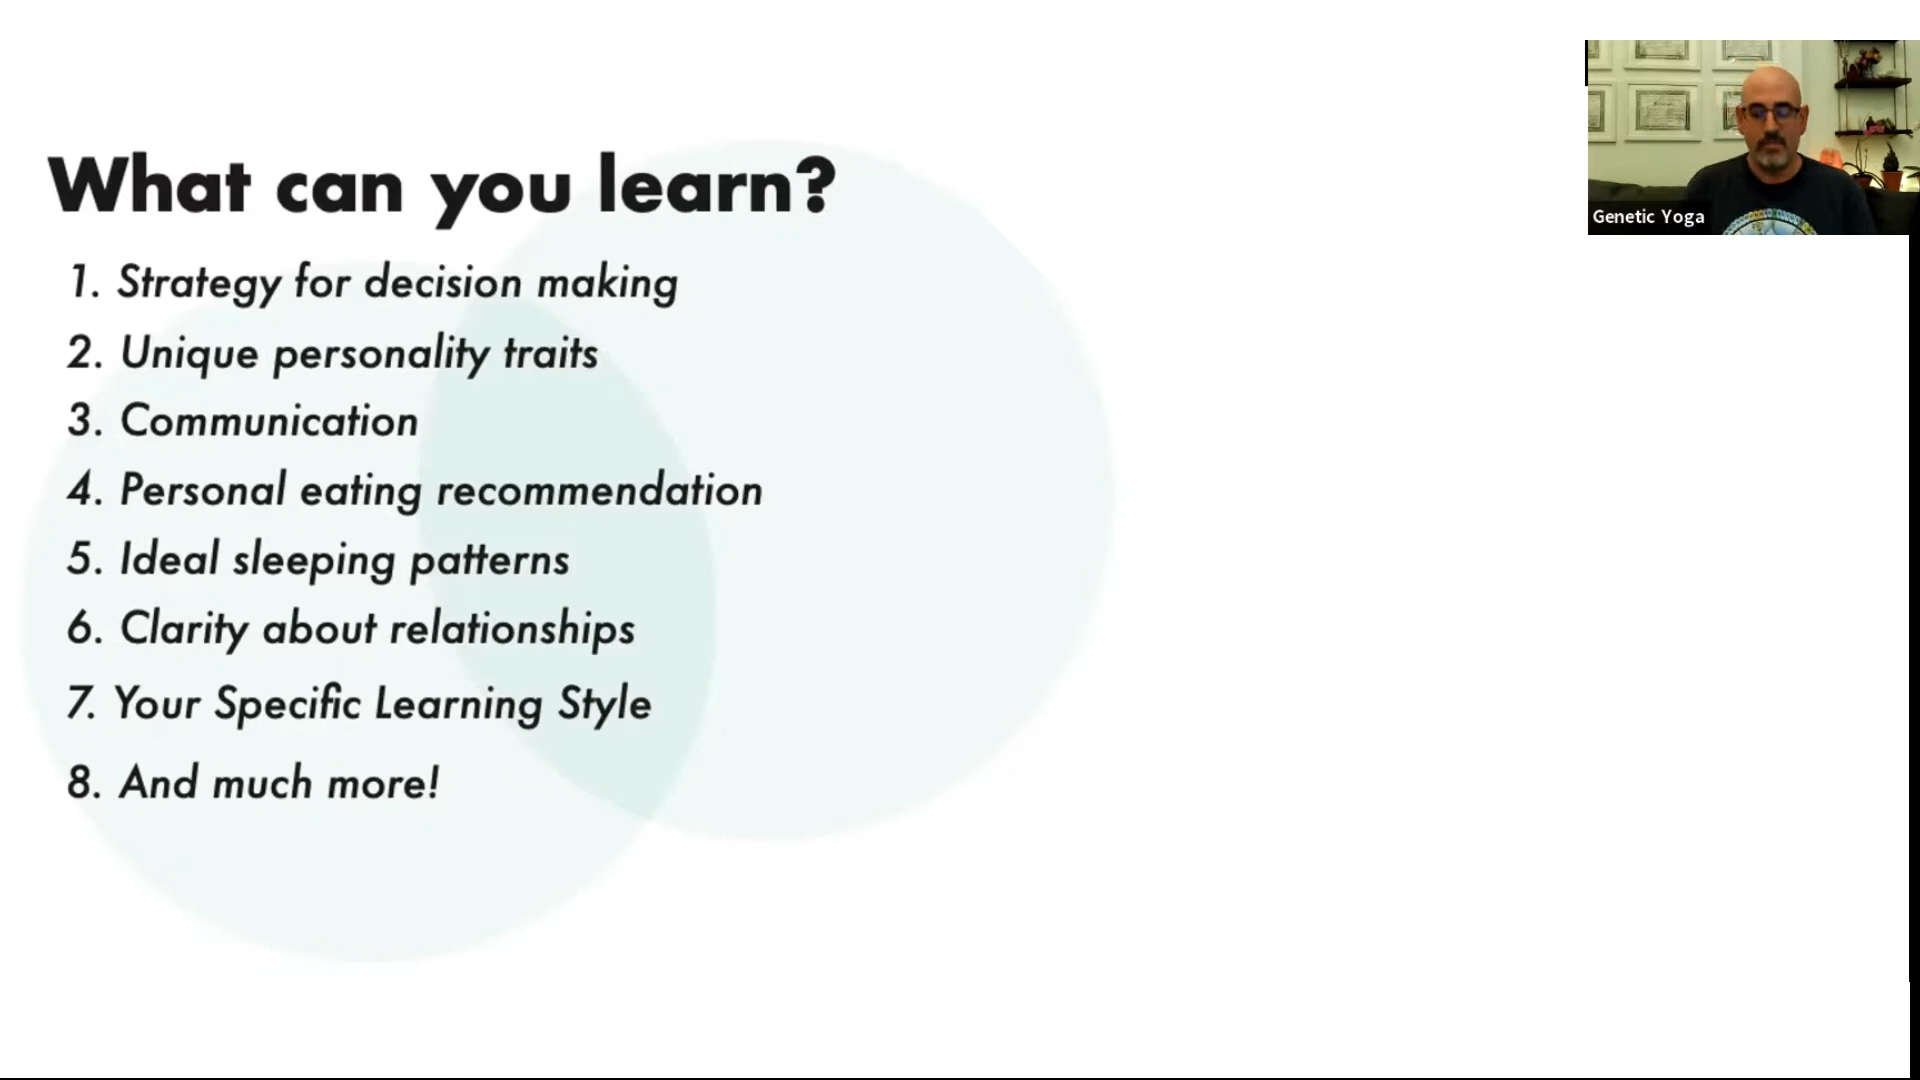 What can you learn?
1. Strategy for decision making
2. Unique personality traits
3. Communication
4. Personal eating recommendation
5. Ideal sleeping patterns
6. Clarity about relationships
7. Your Specific Learning Style
8. And much more!
Genetic Yoga